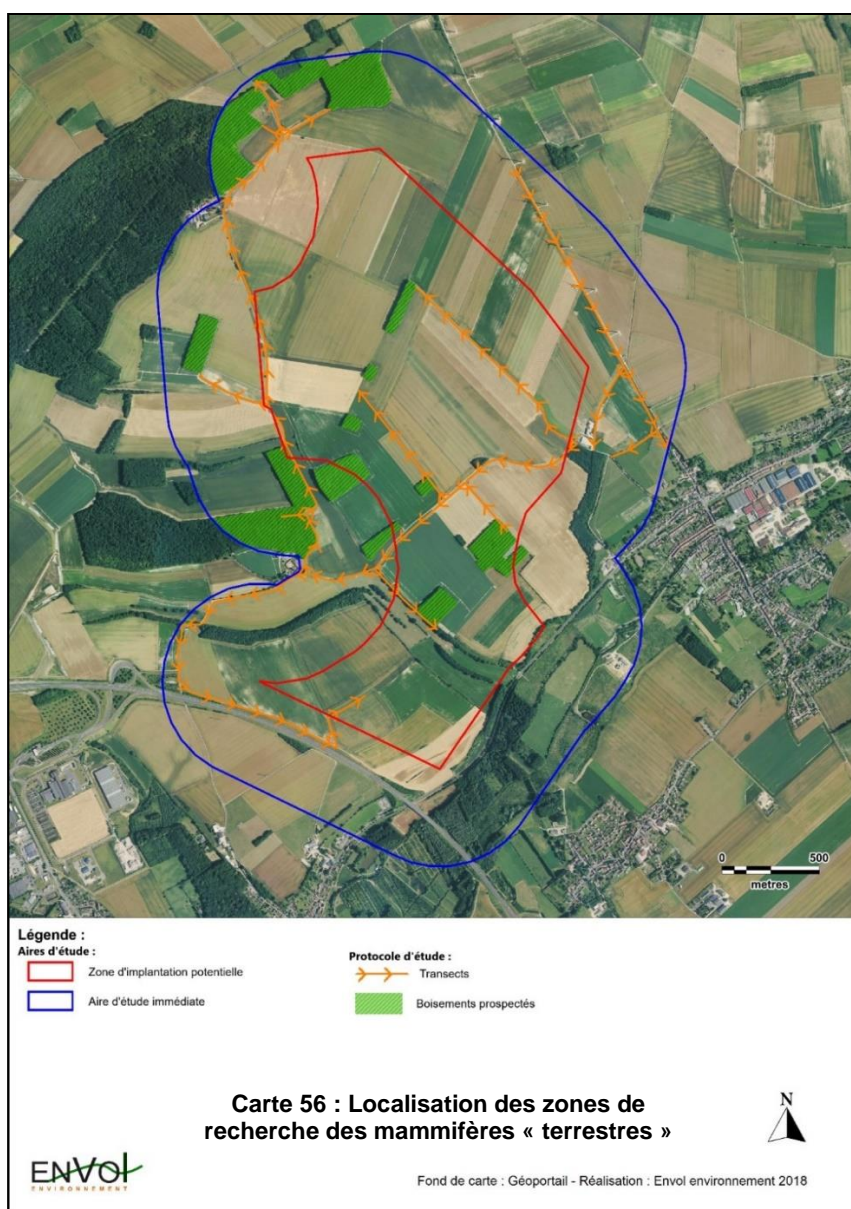 0 500
metres
Légende :
Aires d'étude :
Zone d'implantation potentielle
Aire d'étude immédiate
Protocole d'étude :
Transects
Boisements prospectés
Carte 56 : Localisation des zones de
recherche des mammifères « terrestres »
N
ENVOL
ENVIRONNEMENT
Fond de carte : Géoportail - Réalisation : Envol environnement 2018